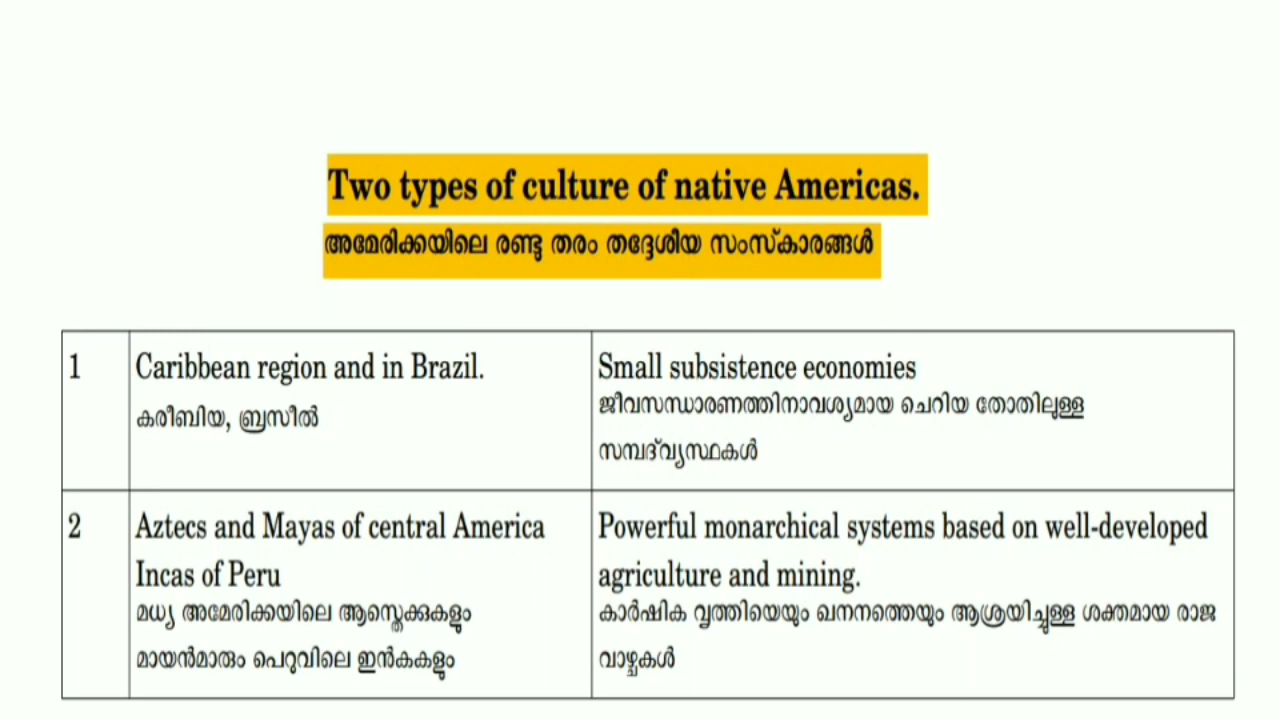 Two types of culture of native Americas.
അമേരിക്കയിലെ രണ്ടു തരം തദ്ദേശീയ സംസ്കാരങ്ങൾ
1
Caribbean region and in Brazil.
കരീബിയ, ബ്രസീൽ
Small subsistence economies
ജീവസന്ധാരണത്തിനാവശ്യമായ ചെറിയ തോതിലുള്ള
സമ്പദ്‌വ്യസ്ഥകൾ
2
Aztecs and Mayas of central America
Incas of Peru
മധ്യ അമേരിക്കയിലെ ആസ്തെക്കുകളും
മായൻമാരും പെറുവിലെ ഇൻകകളും
Powerful monarchical systems based on well-developed
agriculture and mining.
കാർഷിക വൃത്തിയെയും ഖനനത്തെയും ആശ്രയിച്ചുള്ള ശക്തമായ രാജ
വാഴ്ചകൾ